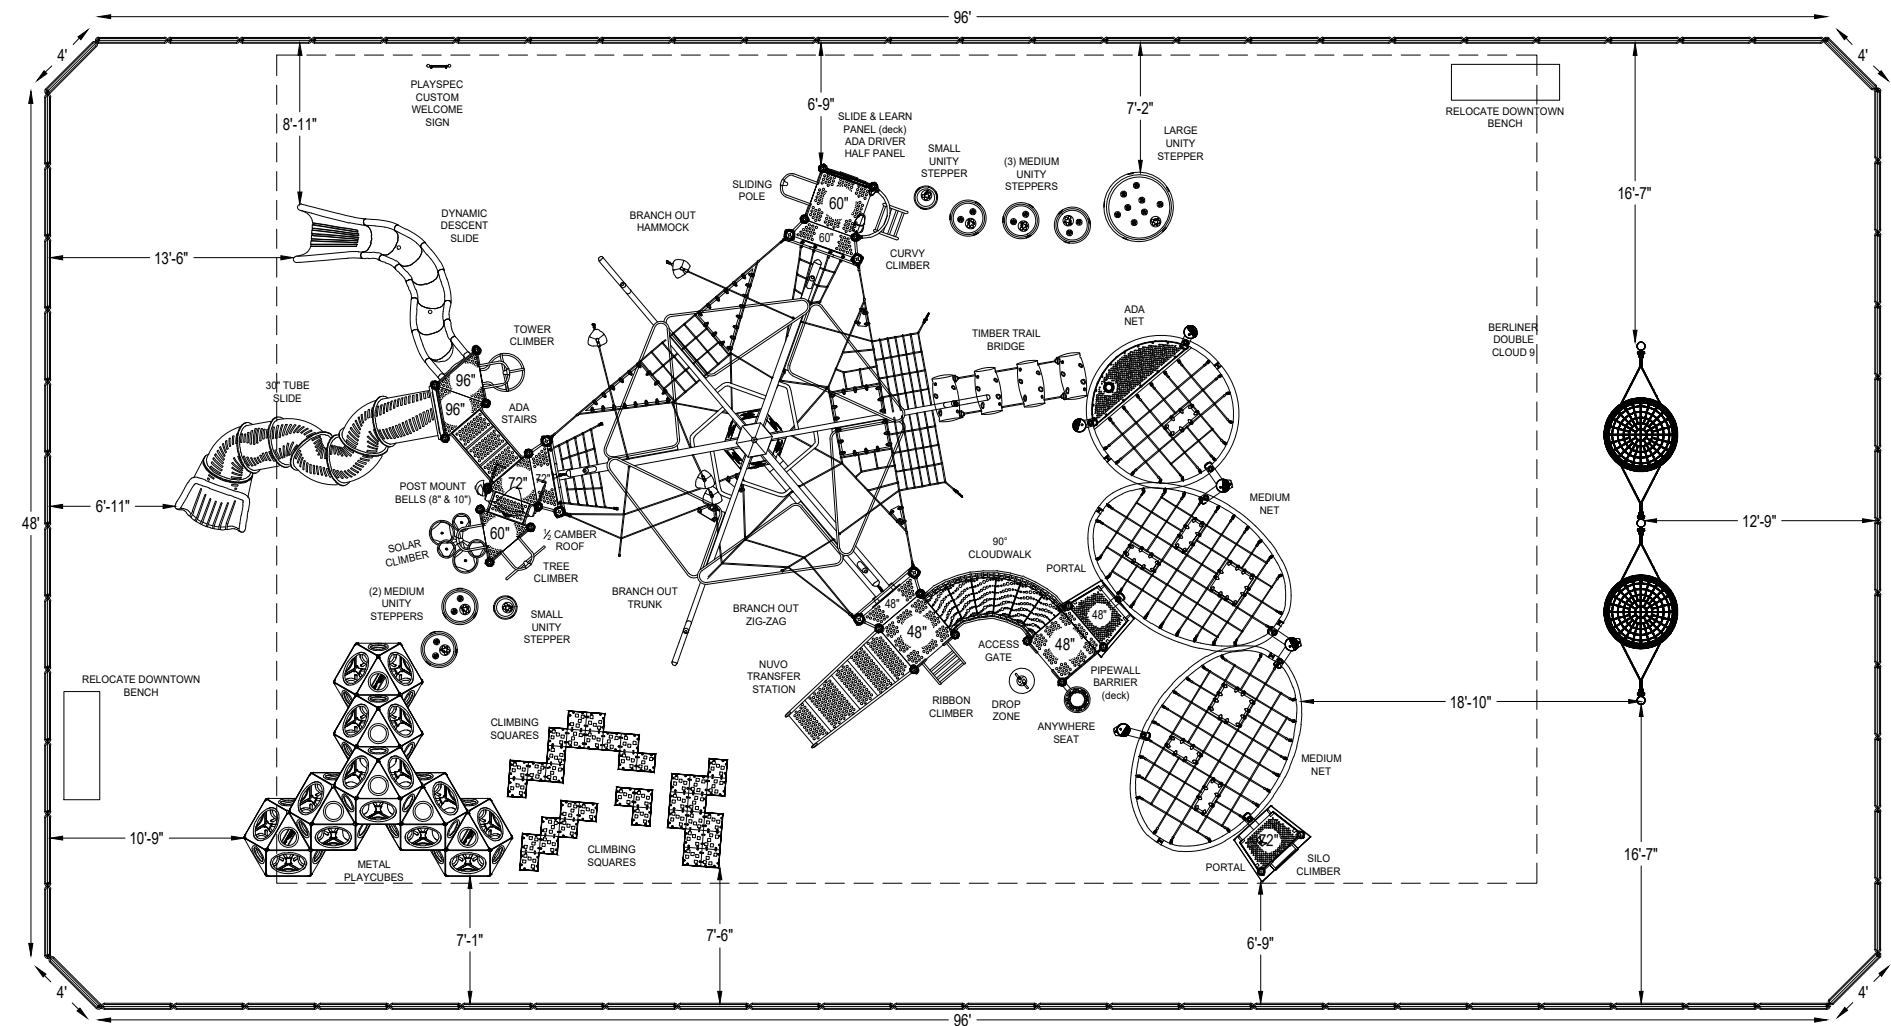 96'
4'
4'
PLAYSPEC
CUSTOM
WELCOME
SIGN
8'-11"
6'-9"
SLIDE & LEARN
PANEL (deck)
ADA DRIVER
HALF PANEL
7'-2"
RELOCATE DOWNTOWN
BENCH
SMALL
UNITY
STEPPER
(3) MEDIUM
UNITY
STEPPERS
LARGE
UNITY
STEPPER
16'-7"
SLIDING
POLE
60"
60"
DYNAMIC
DESCENT
SLIDE
BRANCH OUT
HAMMOCK
CURVY
CLIMBER
13'-6"
TOWER
CLIMBER
TIMBER TRAIL
BRIDGE
ADA
NET
BERLINER
DOUBLE
CLOUD 9
30" TUBE
SLIDE
96"
96"
ADA
STAIRS
POST MOUNT
BELLS (8" & 10")
72"
72"
6'-11"
48'
MEDIUM
NET
12'-9"
SOLAR
CLIMBER
60"
½ CAMBER
ROOF
TREE
CLIMBER
90°
CLOUDWALK
PORTAL
(2) MEDIUM
UNITY
STEPPERS
SMALL
UNITY
STEPPER
BRANCH OUT
TRUNK
BRANCH OUT
ZIG-ZAG
48"
48"
48"
48"
ACCESS
GATE
NUVO
TRANSFER
STATION
RIBBON
CLIMBER
DROP
ZONE
PIPEWALL
BARRIER
(deck)
ANYWHERE
SEAT
RELOCATE DOWNTOWN
BENCH
18'-10"
CLIMBING
SQUARES
MEDIUM
NET
10'-9"
METAL
PLAYCUBES
CLIMBING
SQUARES
72"
PORTAL
SILO
CLIMBER
16'-7"
7'-1"
7'-6"
6'-9"
4'
4'
96'